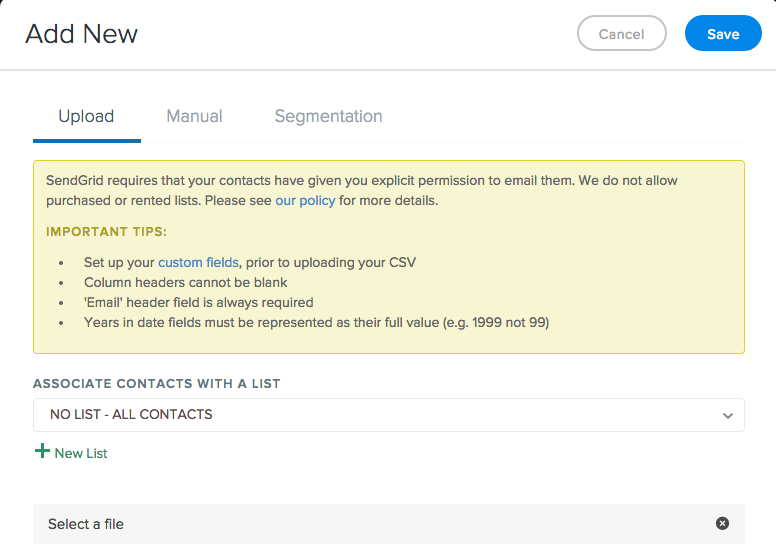 Add New
Cancel
Save
Upload
Manual
Segmentation
SendGrid requires that your contacts have given you explicit permission to email them. We do not allow
purchased or rented lists. Please see our policy for more details.
IMPORTANT TIPS:
• Set up your custom fields, prior to uploading your CSV
• Column headers cannot be blank
• 'Email' header field is always required
• Years in date fields must be represented as their full value (e.g. 1999 not 99)
ASSOCIATE CONTACTS WITH A LIST
NO LIST - ALL CONTACTS
New List
Select a file